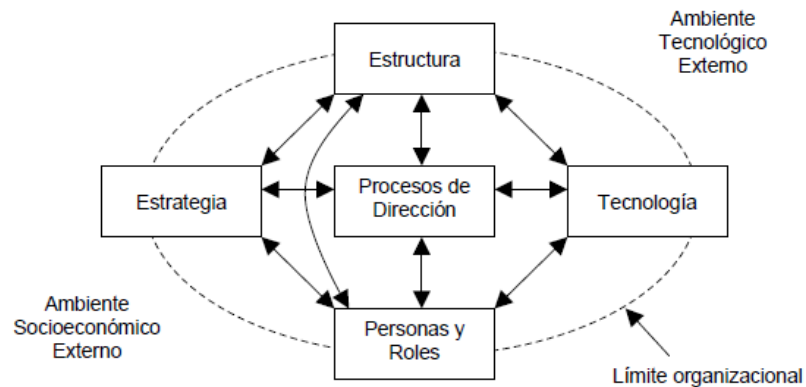 Ambiente
Tecnológico
Externo
Estructura
Estrategia
Procesos de
Dirección
Tecnología
Ambiente
Socioeconómico
Externo
Personas y
Roles
Límite organizacional